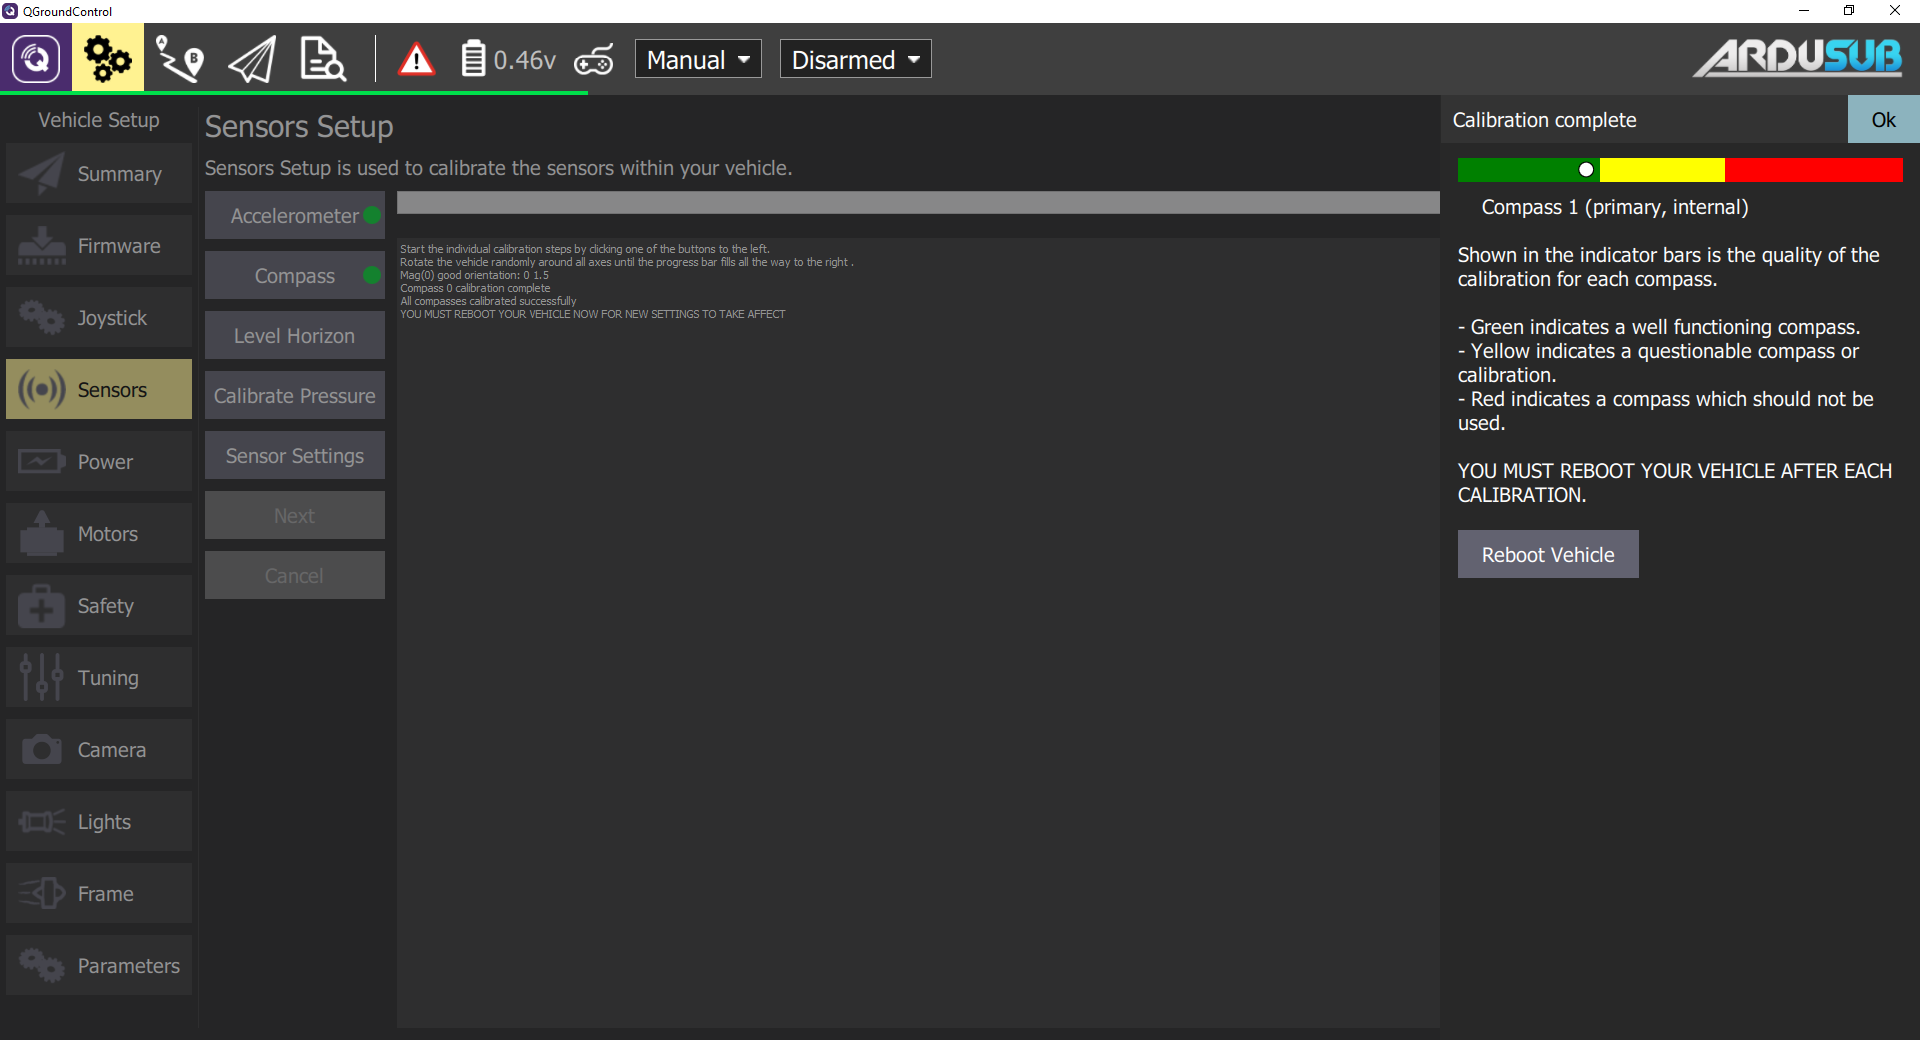 QGroundControl
0.46v
Manual
Disarmed
ARDUSUB
Vehicle Setup
Summary
Firmware
Joystick
Sensors
Power
Motors
Safety
Tuning
Camera
Lights
Frame
Parameters
Sensors Setup
Sensors Setup is used to calibrate the sensors within your vehicle.
Accelerometer
Compass
Level Horizon
Calibrate Pressure
Sensor Settings
Next
Cancel
Start the individual calibration steps by clicking one of the buttons to the left.
Rotate the vehicle randomly around all axes until the progress bar fills all the way to the right .
Mag(0) good orientation: 0 1.5
Compass 0 calibration complete
All compasses calibrated successfully
YOU MUST REBOOT YOUR VEHICLE NOW FOR NEW SETTINGS TO TAKE AFFECT
Calibration complete
Ok
Compass 1 (primary, internal)
Shown in the indicator bars is the quality of the
calibration for each compass.
- Green indicates a well functioning compass.
- Yellow indicates a questionable compass or
calibration.
- Red indicates a compass which should not be
used.
YOU MUST REBOOT YOUR VEHICLE AFTER EACH
CALIBRATION.
Reboot Vehicle